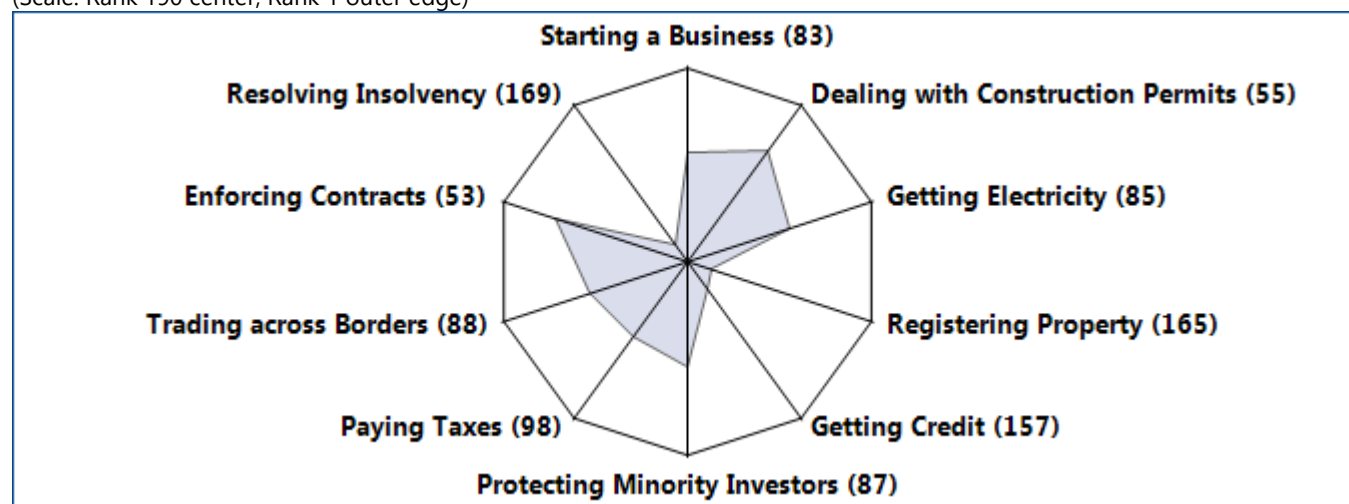 (Scale: Rank 190 center, Rank 1 outer edge)
Starting a Business (83)
Resolving Insolvency (169)
Dealing with Construction Permits (55)
Enforcing Contracts (53)
Getting Electricity (85)
Trading across Borders (88)
Registering Property (165)
Paying Taxes (98)
Getting Credit (157)
Protecting Minority Investors (87)